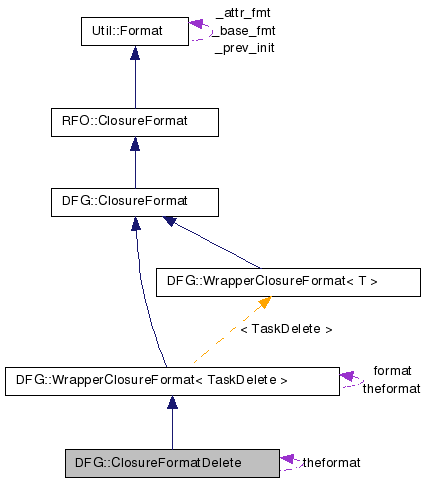 _attr_fmt
_base_fmt
_prev_init
Util::Format
RFO::ClosureFormat
DFG::ClosureFormat
DFG::WrapperClosureFormat< T >
< TaskDelete >
DFG::WrapperClosureFormat< TaskDelete >
format
theformat
DFG::ClosureFormatDelete
theformat